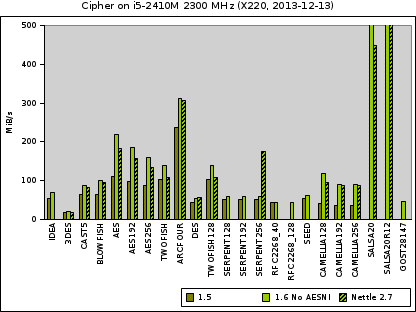 Cipher on i5-2410M 2300 MHz (X220, 2013-12-13)
MiB/s
500
400
300
200
100
0
IDEA
3DES
CAST5
BLOWFISH
AES
AES192
AES256
TWOFISH
ARCFOUR
DES
TWOFISH128
SERPENT128
SERPENT192
SERPENT256
RFC2268_40
RFC2268_128
SEED
CAMELLIA128
CAMELLIA192
CAMELLIA256
SALSA20
SALSA20R12
GOST28147
1.5
1.6 No AESNI
Nettle 2.7